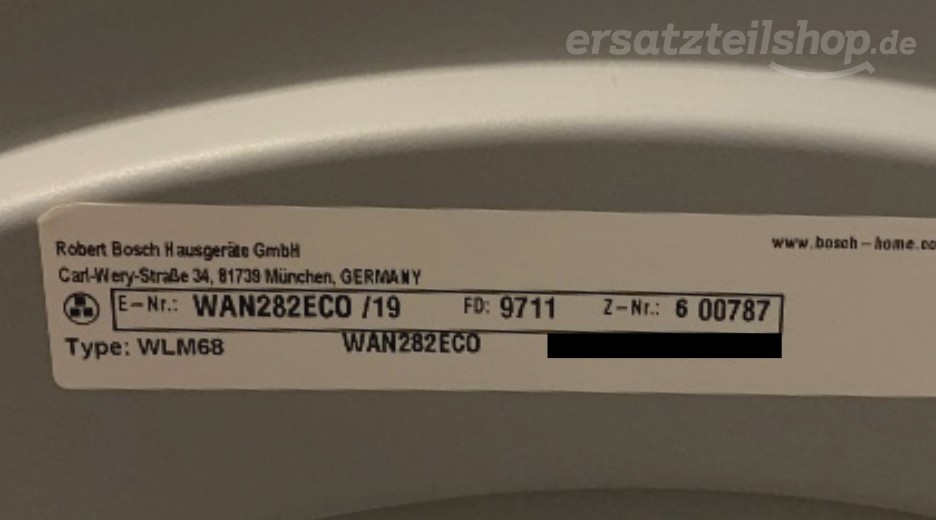 ersatzteilshop.de
Robert Bosch Hausgeräte GmbH
www.bosch-home.co
Carl-Wery-Straße 34, 81739 München, GERMANY
E-Nr.: WAN282ECO /19 FD: 9711 Z-Nr.: 6 00787
Type: WLM68 WAN282ECO